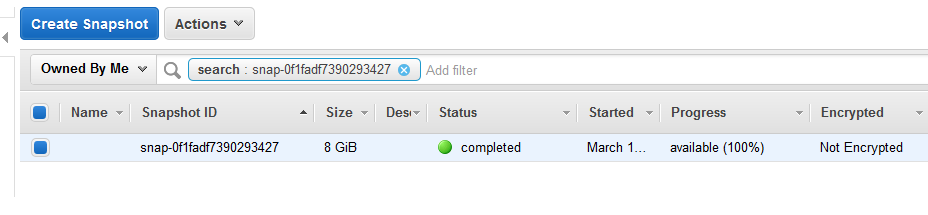 Create Snapshot Actions
Owned By Me search : snap-0f1fadf7390293427 Add filter
Name Snapshot ID Size Des Status Started Progress Encrypted
snap-0f1fadf7390293427 8 GiB completed March 1... available (100%) Not Encrypted